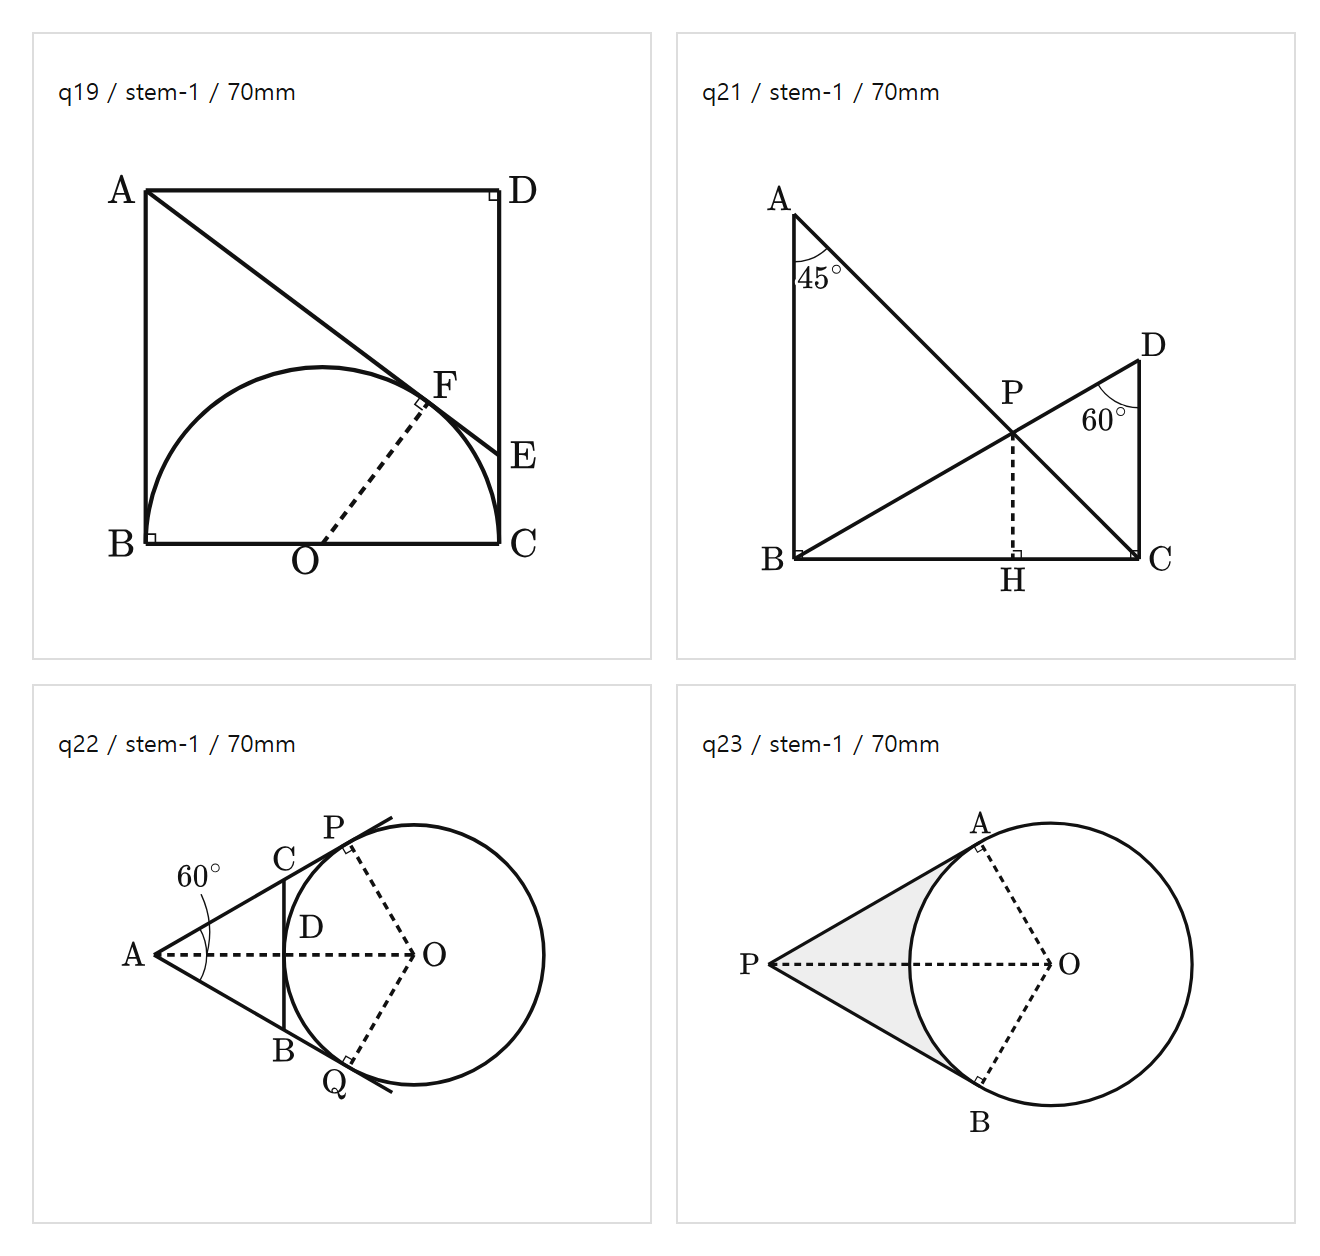 q19 / stem-1 / 70mm
A
D
F
E
B
O
C
q21 / stem-1 / 70mm
A
45°
D
P
60°
B
H
C
q22 / stem-1 / 70mm
P
C
60°
D
A
O
B
Q
q23 / stem-1 / 70mm
A
P
O
B